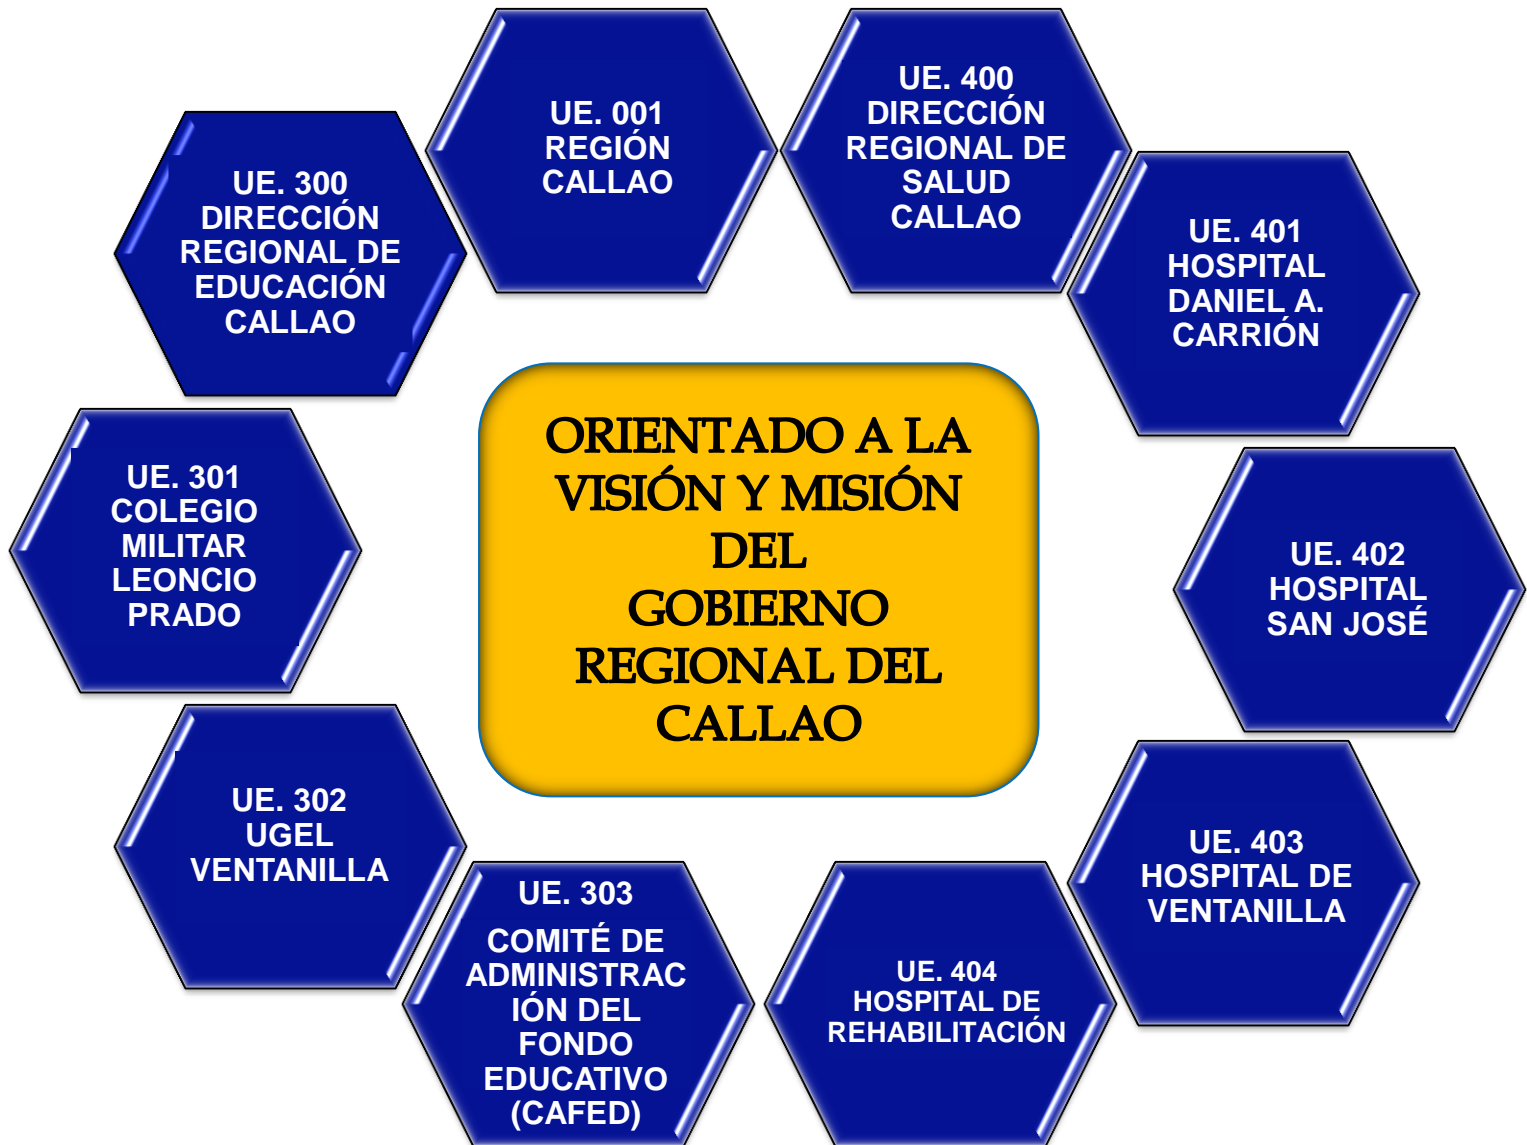 UE. 001
REGIÓN
CALLAO
UE. 400
DIRECCIÓN
REGIONAL DE
SALUD
CALLAO
UE. 401
HOSPITAL
DANIEL A.
CARRIÓN
UE. 402
HOSPITAL
SAN JOSÉ
UE. 403
HOSPITAL DE
VENTANILLA
UE. 404
HOSPITAL DE
REHABILITACIÓN
UE. 303
COMITÉ DE
ADMINISTRAC
IÓN DEL
FONDO
EDUCATIVO
(CAFED)
UE. 302
UGEL
VENTANILLA
UE. 301
COLEGIO
MILITAR
LEONCIO
PRADO
UE. 300
DIRECCIÓN
REGIONAL DE
EDUCACIÓN
CALLAO
ORIENTADO A LA
VISIÓN Y MISIÓN
DEL
GOBIERNO
REGIONAL DEL
CALLAO